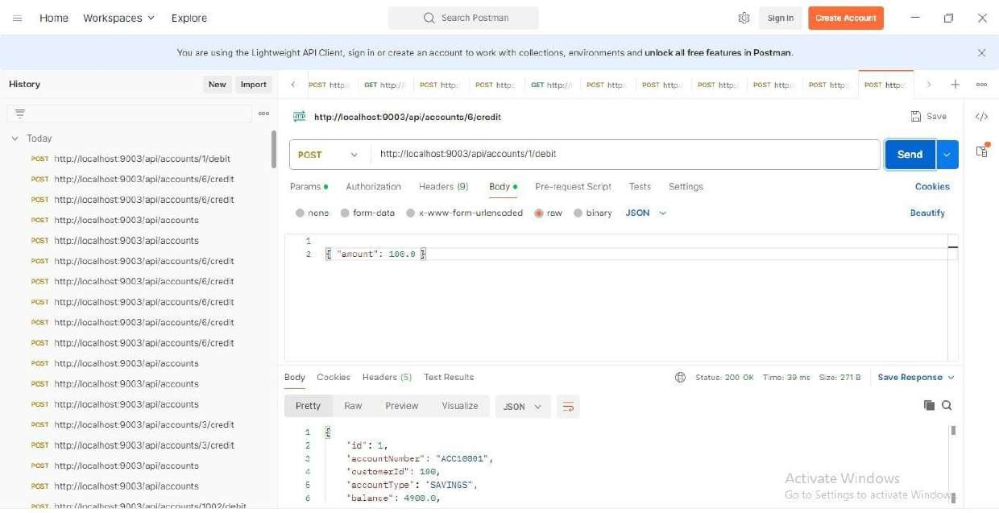 Home Workspaces Explore Search Postman Sign In Create Account
You are using the Lightweight API Client, sign in or create an account to work with collections, environments and unlock all free features in Postman.
History New Import
POST http: GET http:// POST http: POST http: GET http:// POST http: POST http: POST http: POST http: POST http: POST http:
HTTP http://localhost:9003/api/accounts/6/credit Save </>
Today
POST http://localhost:9003/api/accounts/1/debit
POST http://localhost:9003/api/accounts/6/credit
POST http://localhost:9003/api/accounts/6/credit
POST http://localhost:9003/api/accounts
POST http://localhost:9003/api/accounts
POST http://localhost:9003/api/accounts/6/credit
POST http://localhost:9003/api/accounts/6/credit
POST http://localhost:9003/api/accounts/6/credit
POST http://localhost:9003/api/accounts/6/credit
POST http://localhost:9003/api/accounts/6/credit
POST http://localhost:9003/api/accounts
POST http://localhost:9003/api/accounts
POST http://localhost:9003/api/accounts
POST http://localhost:9003/api/accounts/3/credit
POST http://localhost:9003/api/accounts/3/credit
POST http://localhost:9003/api/accounts
POST http://localhost:9003/api/accounts
POST http://localhost:9003/api/accounts/1002/debit
POST http://localhost:9003/api/accounts/1/debit Send
Params Authorization Headers (9) Body Pre-request Script Tests Settings Cookies
none form-data x-www-form-urlencoded raw binary JSON Beautify
1
2 { "amount": 100.0 }
Body Cookies Headers (5) Test Results Status: 200 OK Time: 39 ms Size: 271 B Save Response
Pretty Raw Preview Visualize JSON
1 {
2 "id": 1,
3 "accountNumber": "ACC10001",
4 "customerId": 100,
5 "accountType": "SAVINGS",
6 "balance": 4900.0,
Activate Windows
Go to Settings to activate Windows.